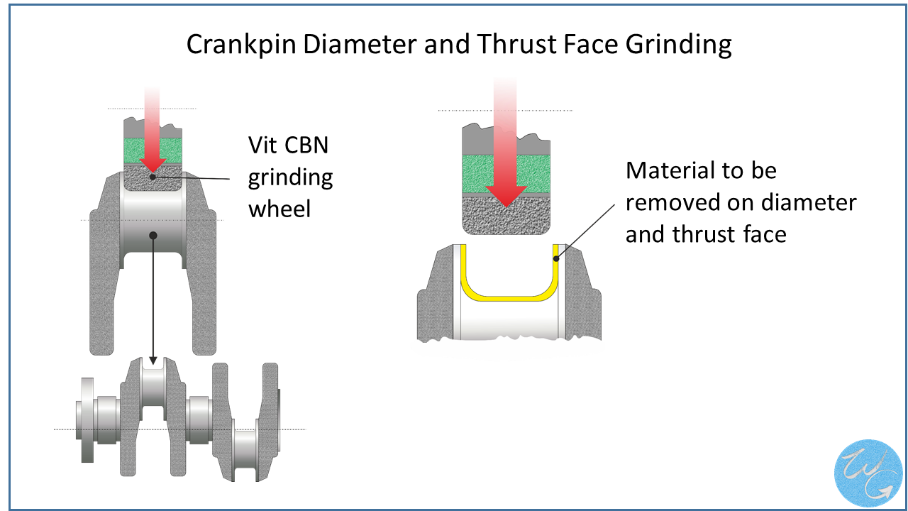 Crankpin Diameter and Thrust Face Grinding
Vit CBN
grinding
wheel
Material to be
removed on diameter
and thrust face
WG